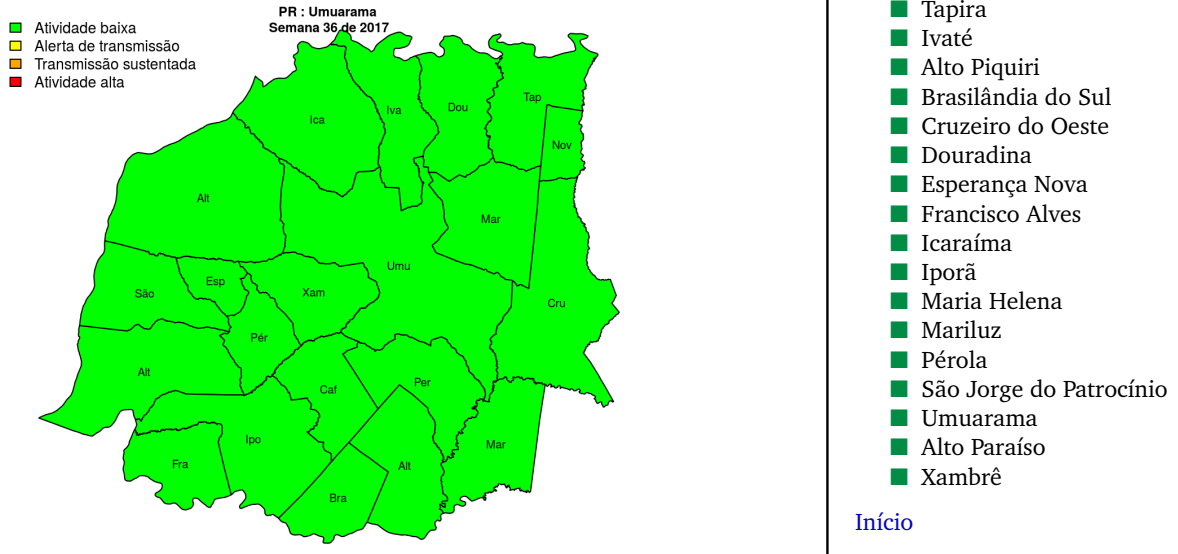 PR : Umuarama
Semana 36 de 2017
Atividade baixa
Alerta de transmissão
Transmissão sustentada
Atividade alta
Ica
Iva
Dou
Tap
Nov
Alt
Mar
Umu
Esp
São
Xam
Cru
Pér
Alt
Caf
Per
Ipo
Mar
Fra
Alt
Bra
Tapira
Ivaté
Alto Piquiri
Brasilândia do Sul
Cruzeiro do Oeste
Douradina
Esperança Nova
Francisco Alves
Icaraíma
Iporã
Maria Helena
Mariluz
Pérola
São Jorge do Patrocínio
Umuarama
Alto Paraíso
Xambrê
Início